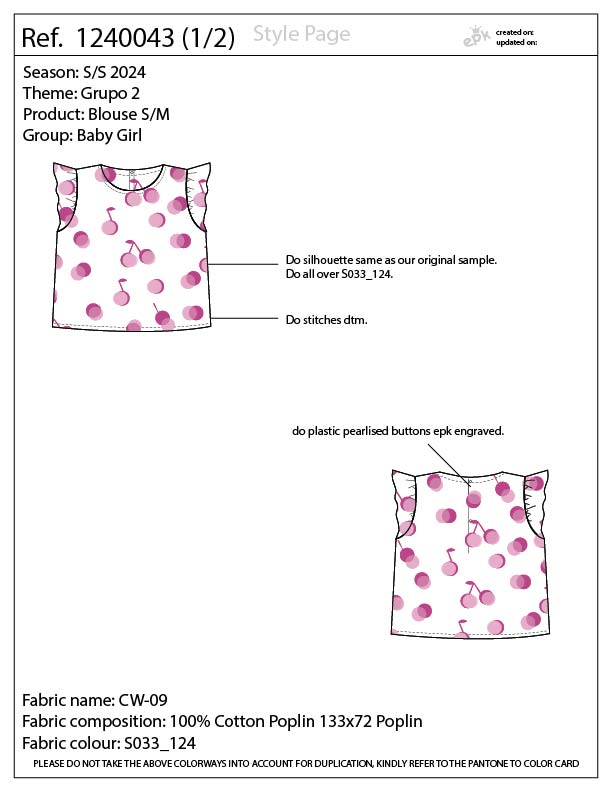 Ref. 1240043 (1/2)
Style Page
epk
created on:
updated on:
Season: S/S 2024
Theme: Grupo 2
Product: Blouse S/M
Group: Baby Girl
Do silhouette same as our original sample.
Do all over S033_124.
Do stitches dtm.
do plastic pearlised buttons epk engraved.
Fabric name: CW-09
Fabric composition: 100% Cotton Poplin 133x72 Poplin
Fabric colour: S033_124
PLEASE DO NOT TAKE THE ABOVE COLORWAYS INTO ACCOUNT FOR DUPLICATION, KINDLY REFER TO THE PANTONE TO COLOR CARD